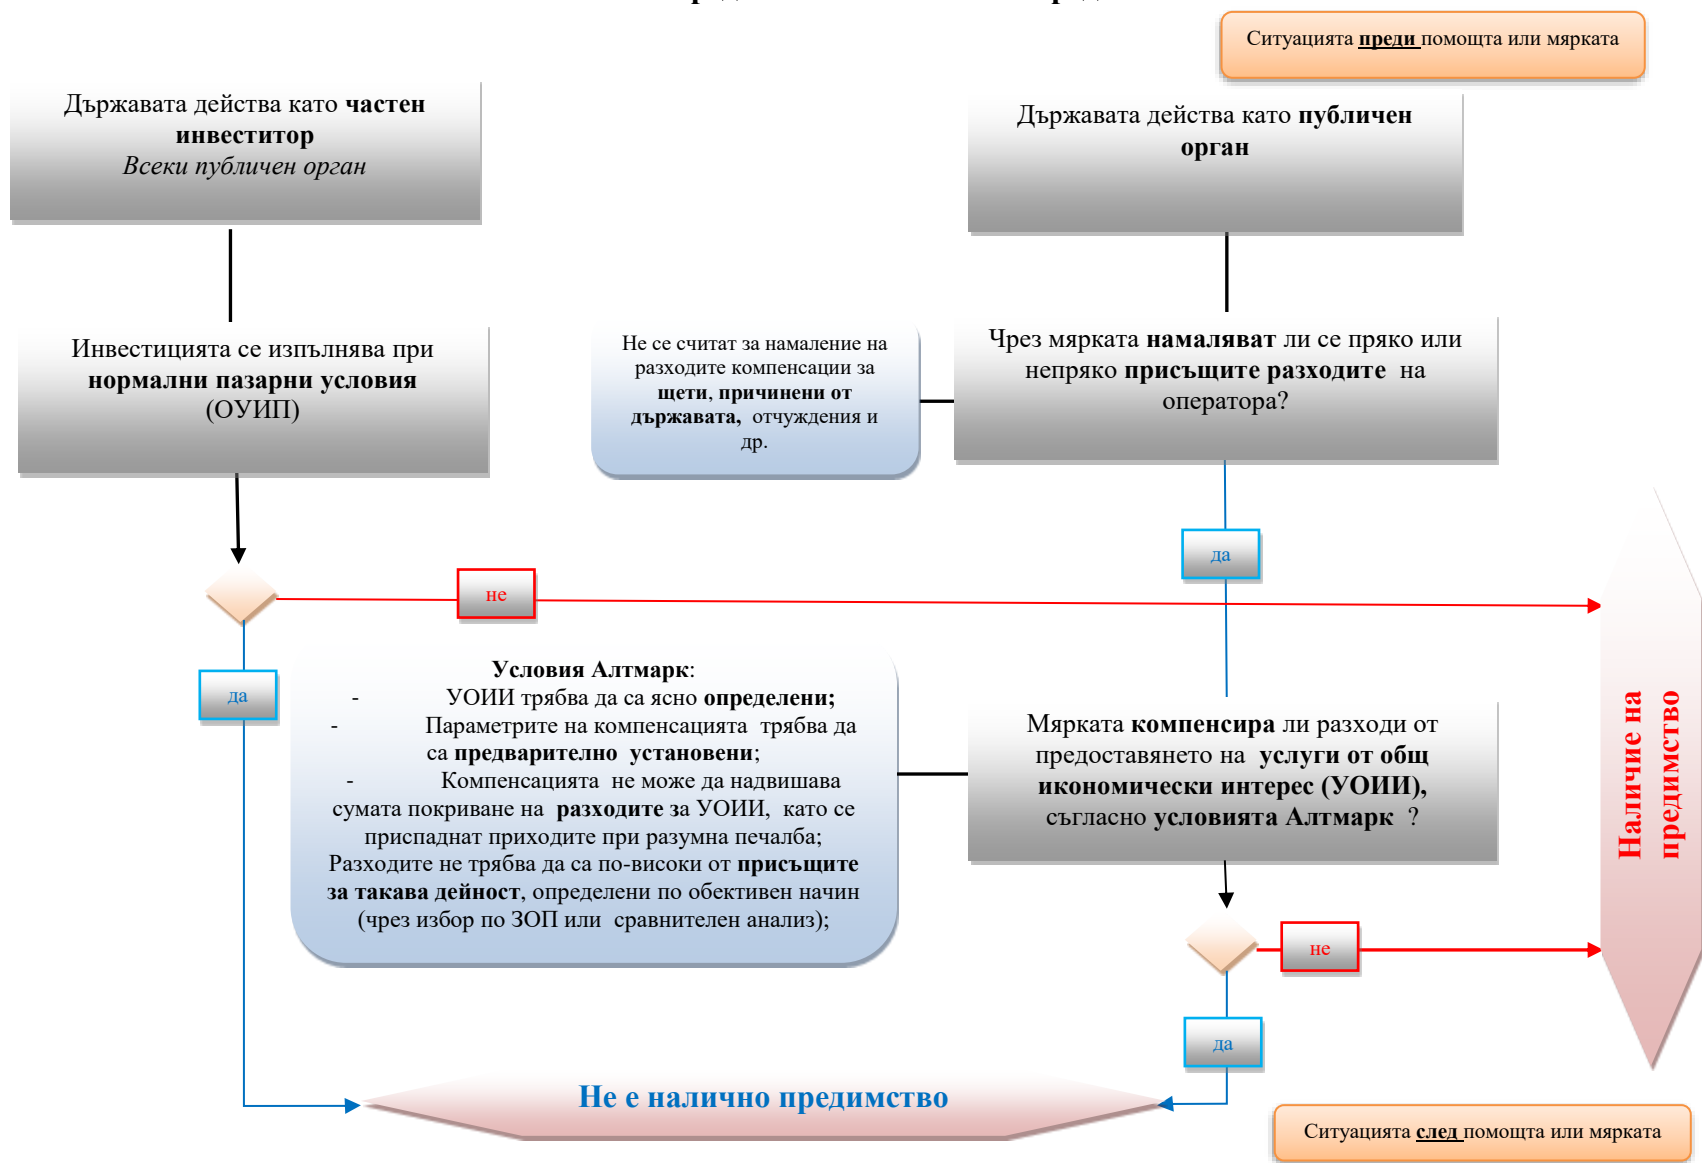 Ситуацията преди помощта или мярката
Държавата действа като частен
инвеститор
Всеки публичен орган
Държавата действа като публичен
орган
Инвестицията се изпълнява при
нормални пазарни условия
(ОУИП)
Не се считат за намаление на
разходите компенсации за
щети, причинени от
държавата, отчуждения и
др.
Чрез мярката намаляват ли се пряко или
непряко присъщите разходите на
оператора?
да
не
да
Условия Алтмарк:
- УОИИ трябва да са ясно определени;
- Параметрите на компенсацията трябва да
са предварително установени;
- Компенсацията не може да надвишава
сумата покриване на разходите за УОИИ, като се
приспаднат приходите при разумна печалба;
Разходите не трябва да са по-високи от присъщите
за такава дейност, определени по обективен начин
(чрез избор по ЗОП или сравнителен анализ);
Мярката компенсира ли разходи от
предоставянето на услуги от общ
икономически интерес (УОИИ),
съгласно условията Алтмарк ?
Наличие на
предимство
не
да
Не е налично предимство
Ситуацията след помощта или мярката